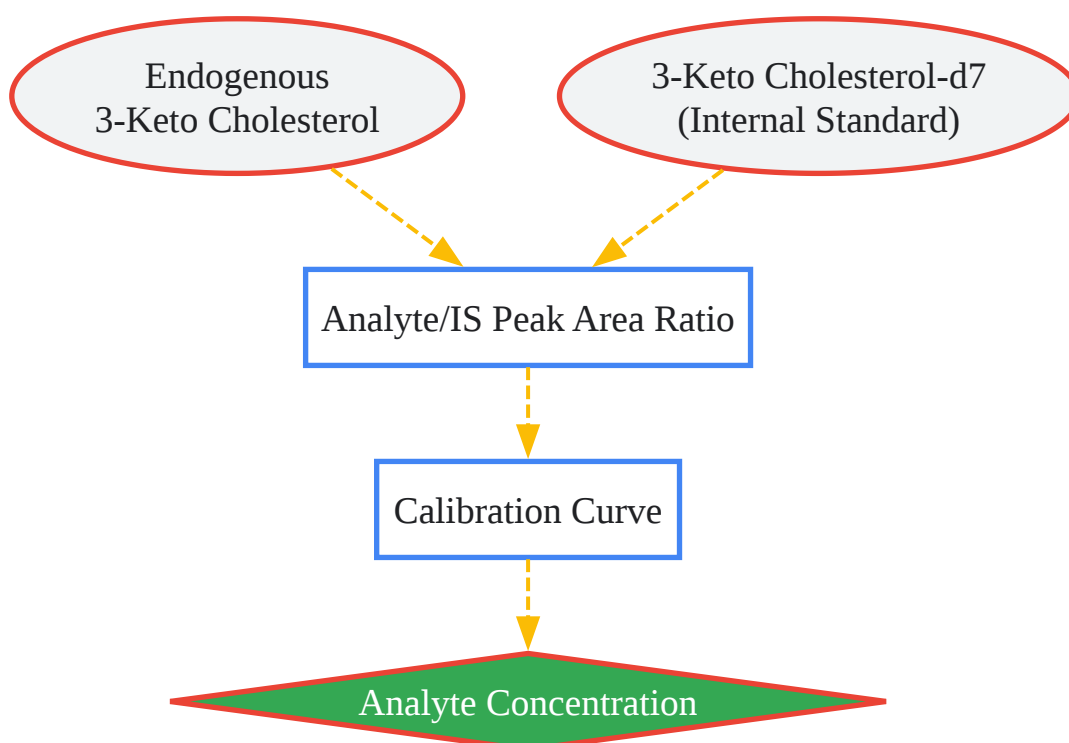 Endogenous
3-Keto Cholesterol
3-Keto Cholesterol-d7
(Internal Standard)
Analyte/IS Peak Area Ratio
Calibration Curve
Analyte Concentration